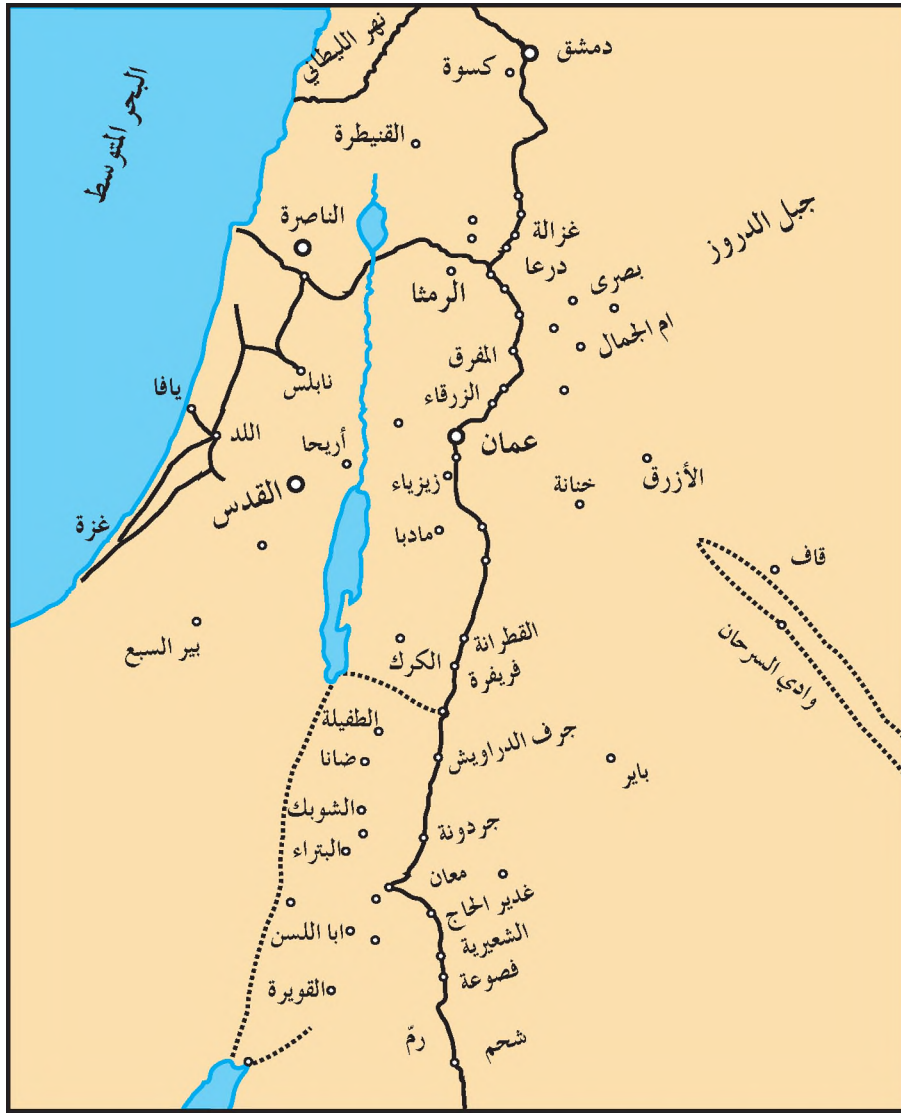 نهر الليطاني
البحر المتوسط
دمشق
كسوة
القنيطرة
جبل الدروز
الناصرة
غزالة
درعا
بصرى
الرمثا
ام الجمال
المفرق
نابلس
الزرقاء
يافا
اللد
عمان
أريحا
زيزياء
الأزرق
خنانة
القدس
غزة
مادبا
قاف
وادي السرحان
القطرانة
بير السبع
الكرك
فريفرة
الطفيلة
جرف الدراويش
ضانا
باير
الشوبك
جردونة
البتراء
معان
غدير الحاج
ابا اللسن
الشعيرية
فصوعة
القويرة
رمّ
شحم